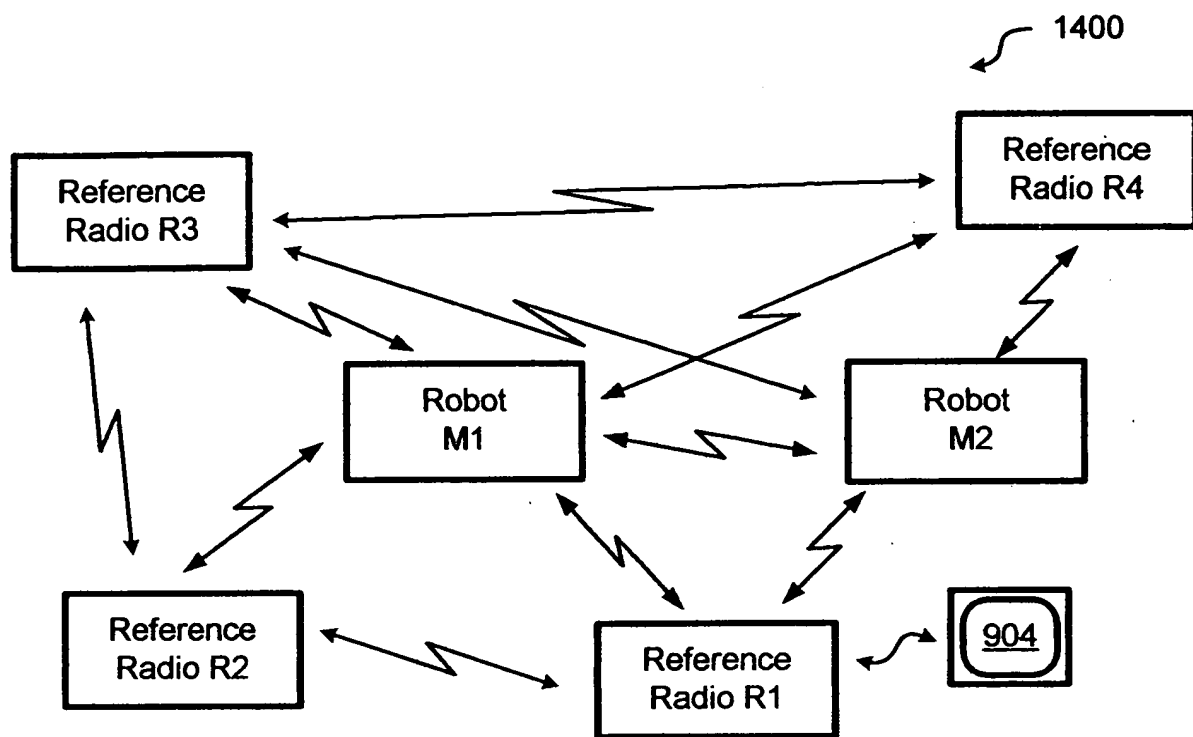 1400
Reference
Radio R4
Reference
Radio R3
Robot
M1
Robot
M2
Reference
Radio R2
Reference
Radio R1
904